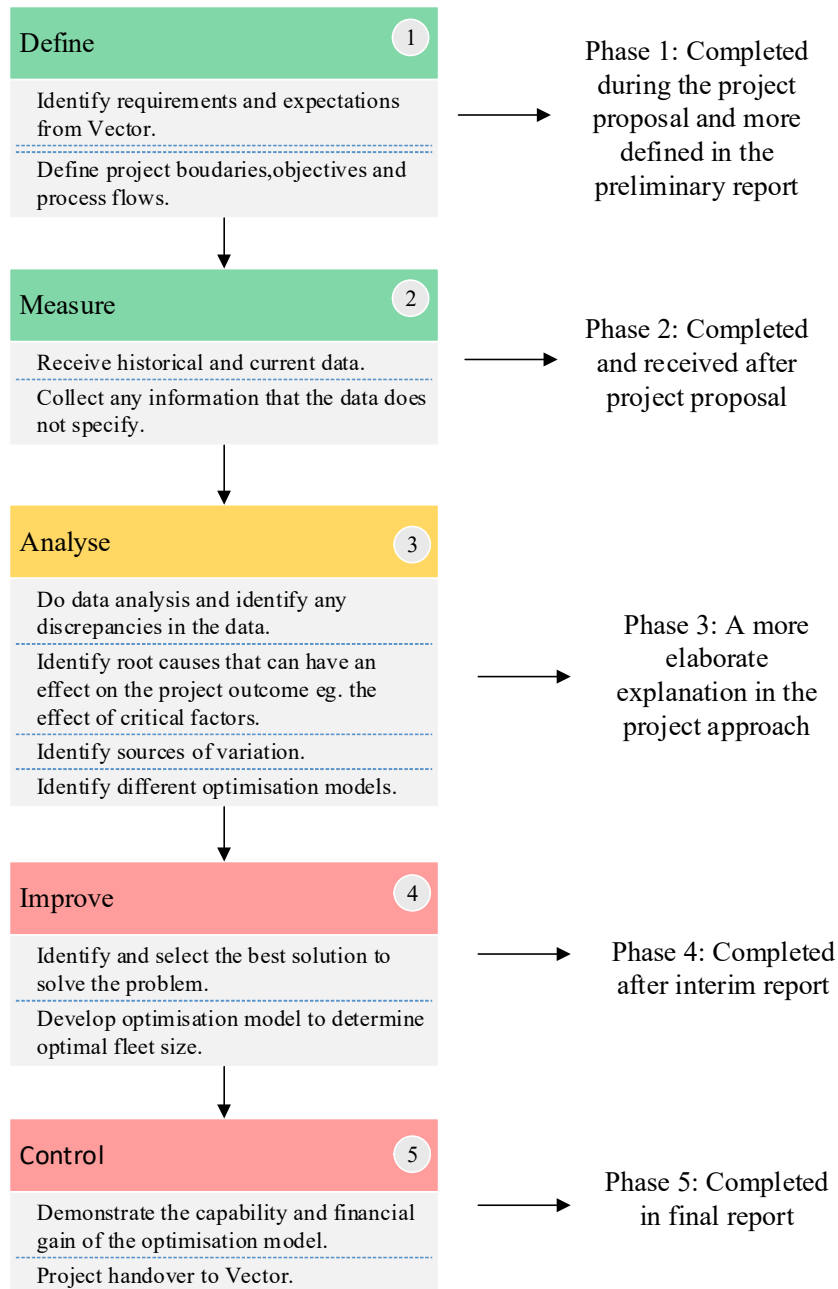 Define
1
Identify requirements and expectations
from Vector.
Define project boudaries,objectives and
process flows.
Phase 1: Completed
during the project
proposal and more
defined in the
preliminary report
Measure
2
Receive historical and current data.
Collect any information that the data does
not specify.
Phase 2: Completed
and received after
project proposal
Analyse
3
Do data analysis and identify any
discrepancies in the data.
Identify root causes that can have an
effect on the project outcome eg. the
effect of critical factors.
Identify sources of variation.
Identify different optimisation models.
Phase 3: A more
elaborate
explanation in the
project approach
Improve
4
Identify and select the best solution to
solve the problem.
Develop optimisation model to determine
optimal fleet size.
Phase 4: Completed
after interim report
Control
5
Demonstrate the capability and financial
gain of the optimisation model.
Project handover to Vector.
Phase 5: Completed
in final report